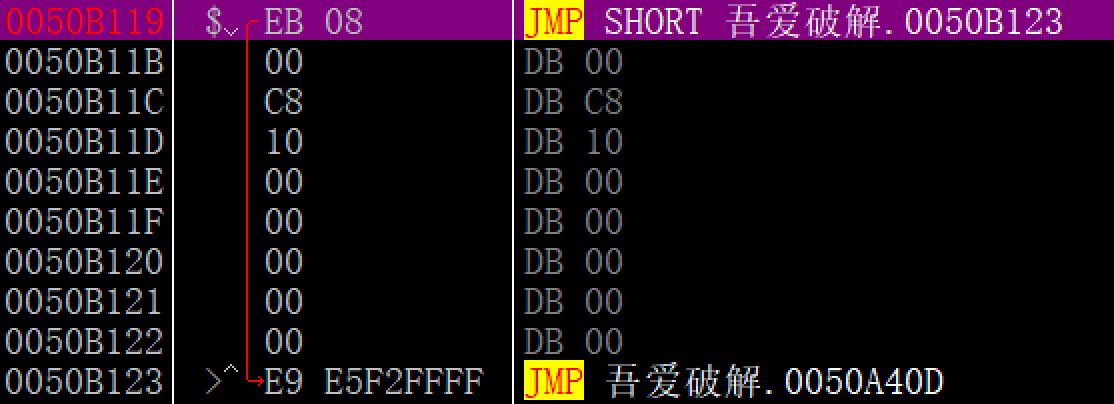 0050B119 $ EB 08 JMP SHORT 吾爱破解.0050B123
0050B11B 00 DB 00
0050B11C C8 DB C8
0050B11D 10 DB 10
0050B11E 00 DB 00
0050B11F 00 DB 00
0050B120 00 DB 00
0050B121 00 DB 00
0050B122 00 DB 00
0050B123 >^ E9 E5F2FFFF JMP 吾爱破解.0050A40D